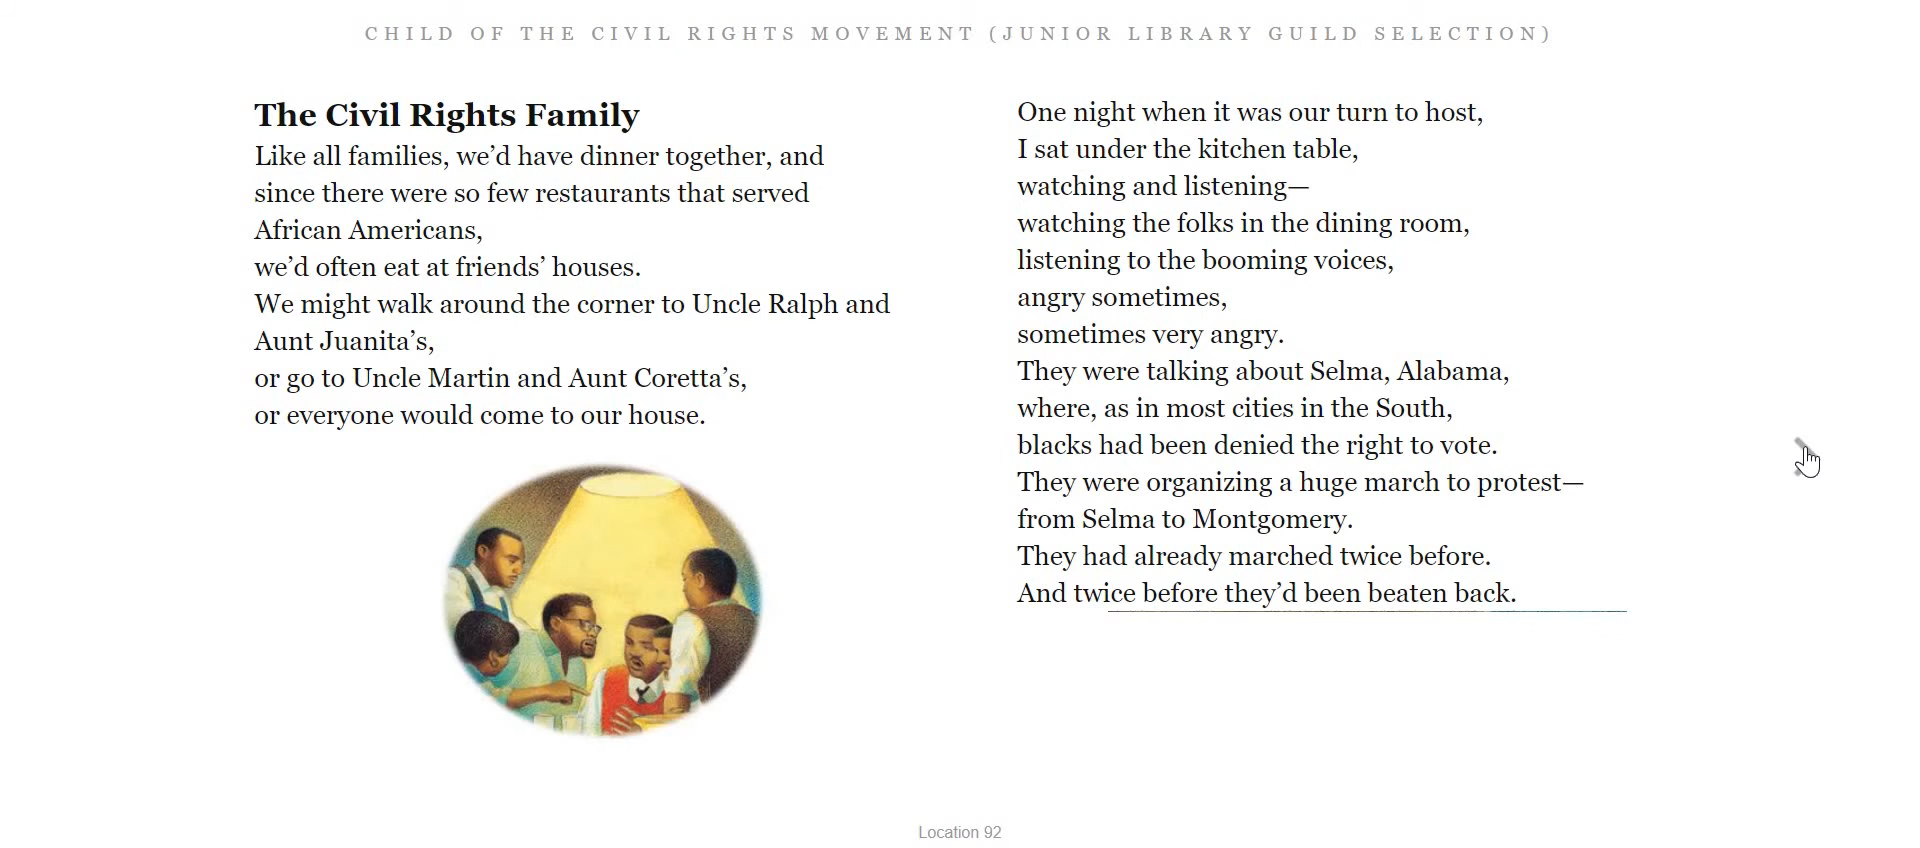 CHILD OF THE CIVIL RIGHTS MOVEMENT (JUNIOR LIBRARY GUILD SELECTION)
The Civil Rights Family
Like all families, we’d have dinner together, and
since there were so few restaurants that served
African Americans,
we’d often eat at friends’ houses.
We might walk around the corner to Uncle Ralph and
Aunt Juanita’s,
or go to Uncle Martin and Aunt Coretta’s,
or everyone would come to our house.
One night when it was our turn to host,
I sat under the kitchen table,
watching and listening—
watching the folks in the dining room,
listening to the booming voices,
angry sometimes,
sometimes very angry.
They were talking about Selma, Alabama,
where, as in most cities in the South,
blacks had been denied the right to vote.
They were organizing a huge march to protest—
from Selma to Montgomery.
They had already marched twice before.
And twice before they’d been beaten back.
Location 92